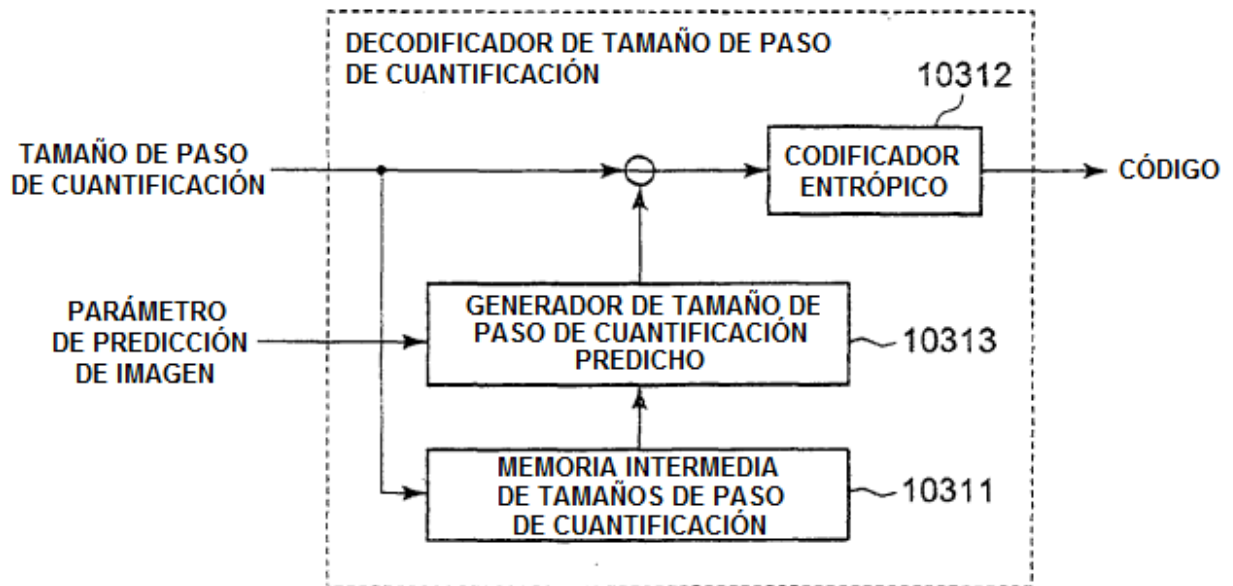 DECODIFICADOR DE TAMAÑO DE PASO
DE CUANTIFICACIÓN
10312
TAMAÑO DE PASO
DE CUANTIFICACIÓN
CODIFICADOR
ENTRÓPICO
CÓDIGO
PARÁMETRO
DE PREDICCIÓN
DE IMAGEN
GENERADOR DE TAMAÑO DE
PASO DE CUANTIFICACIÓN
PREDICHO
10313
MEMORIA INTERMEDIA
DE TAMAÑOS DE PASO
DE CUANTIFICACIÓN
10311